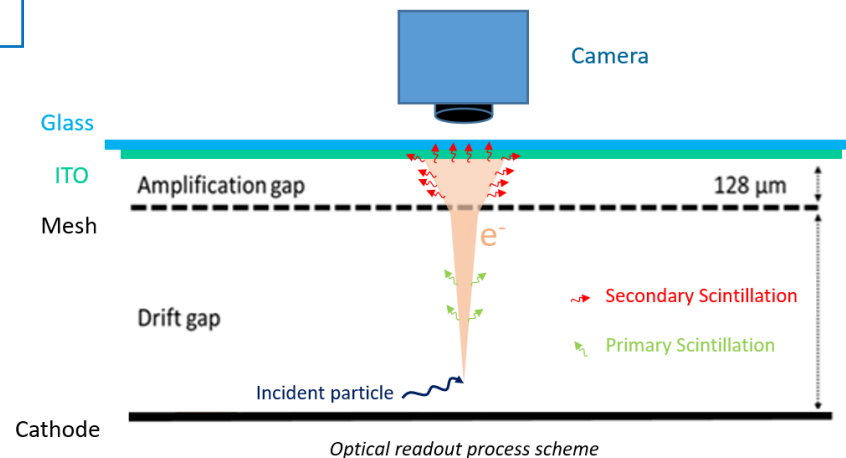 Camera
Glass
ITO
Amplification gap
128 µm
Mesh
e-
Secondary Scintillation
Drift gap
Primary Scintillation
Incident particle
Cathode
Optical readout process scheme